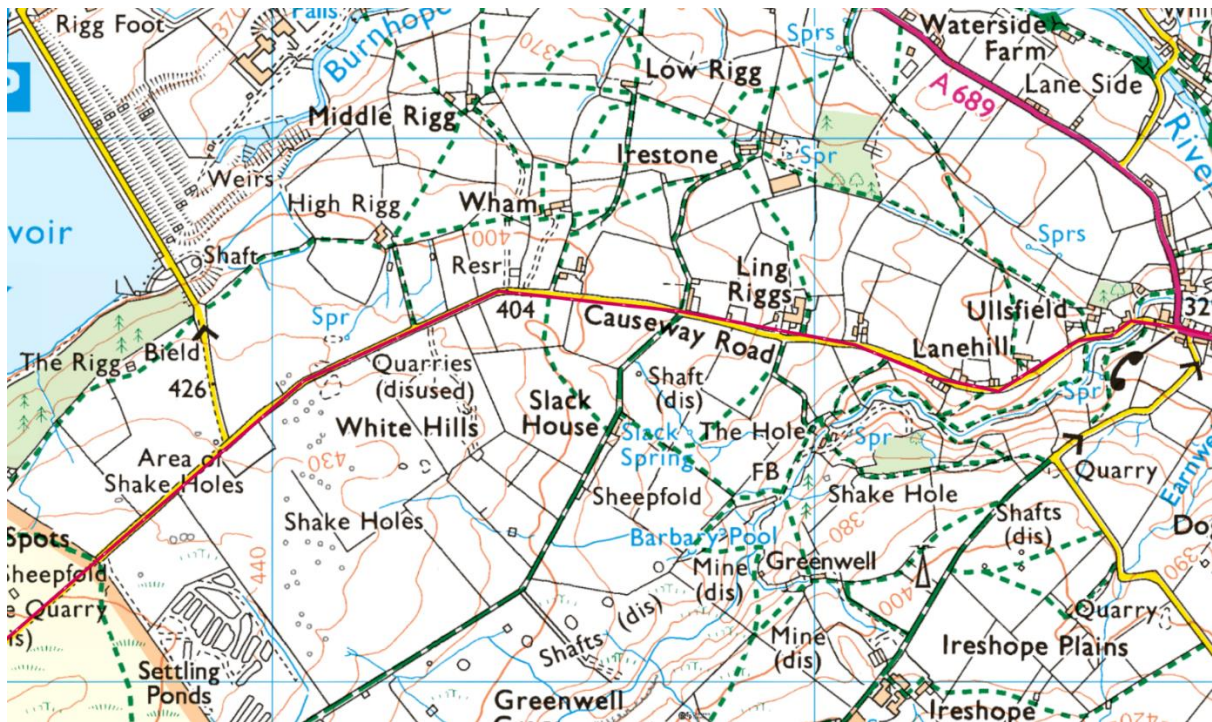 Rigg Foot
370
Falls
Burnhope
370
Sprs
Waterside
Farm
Low Rigg
Lane Side
A 689
Middle Rigg
River
Irestone
Spr
Weirs
High Rigg
Wham
voir
400
Sprs
Shaft
Resr
Ling
Riggs
Ullsfield
404
Spr
Causeway Road
Lanehill
The Rigg
Bield
426
Quarries
(disused)
Slack
House
Shaft
(dis)
Spr
White Hills
The Hole
Spr
Slack
Spring
Area of
Shake Holes
430
FB
Quarry
Sheepfold
Shake Hole
Shake Holes
Shafts
(dis)
Spots
Barbary Pool
380
Sheepfold
440
Mine
(dis)
Greenwell
390
Quarry
400
(dis)
Quarry
Shafts
Mine
(dis)
Ireshope Plains
Settling
Ponds
Greenwell
Ireshope
420